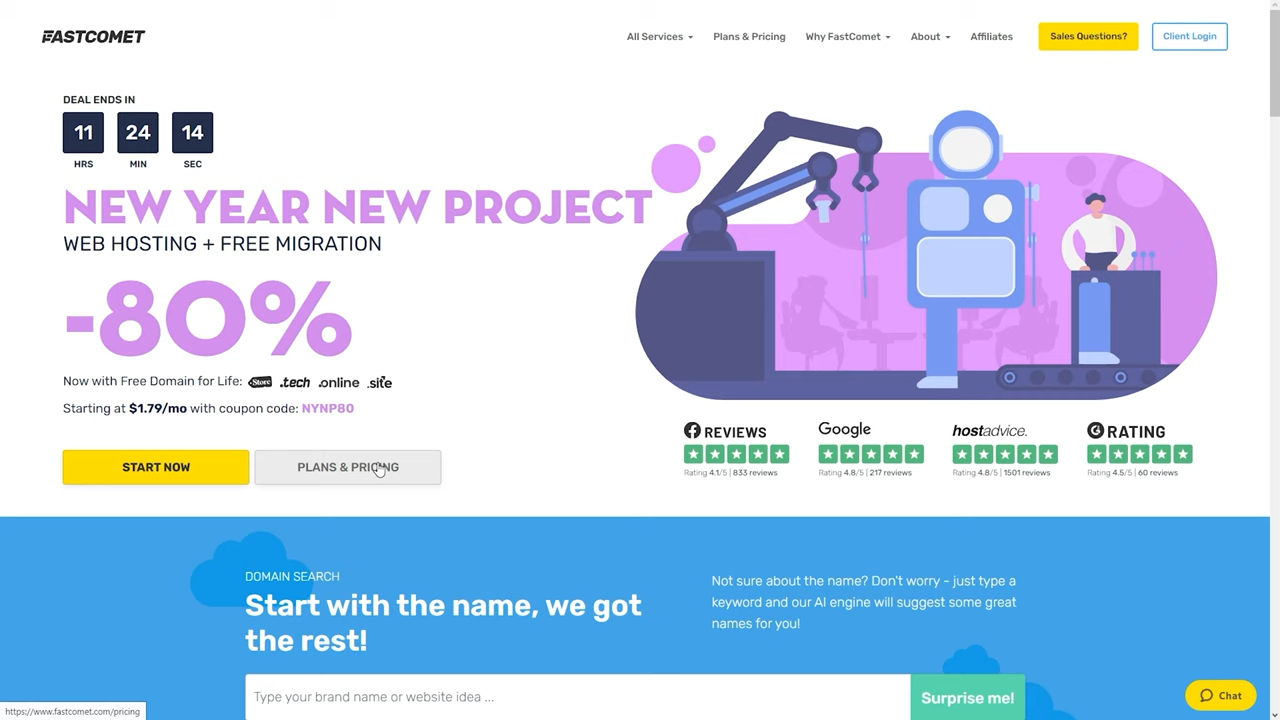 FASTCOMET
All Services
Plans & Pricing
Why FastComet
About
Affiliates
Sales Questions?
Client Login
DEAL ENDS IN
11 24 14
HRS MIN SEC
NEW YEAR NEW PROJECT
WEB HOSTING + FREE MIGRATION
-80%
Now with Free Domain for Life: Store .tech .online .site
Starting at $1.79/mo with coupon code: NYNP80
START NOW
PLANS & PRICING
REVIEWS
Rating 4.1/5 | 833 reviews
Google
Rating 4.8/5 | 217 reviews
hostadvice.
Rating 4.8/5 | 1501 reviews
G RATING
Rating 4.5/5 | 60 reviews
DOMAIN SEARCH
Start with the name, we got
the rest!
Not sure about the name? Don't worry - just type a
keyword and our AI engine will suggest some great
names for you!
Type your brand name or website idea ...
Surprise me!
Chat
https://www.fastcomet.com/pricing